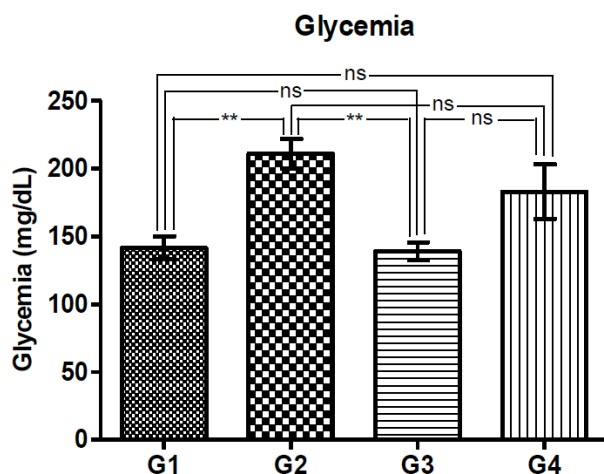 Glycemia
ns
ns
ns
** ** ns
250
200
150
100
50
0
Glycemia (mg/dL)
G1 G2 G3 G4